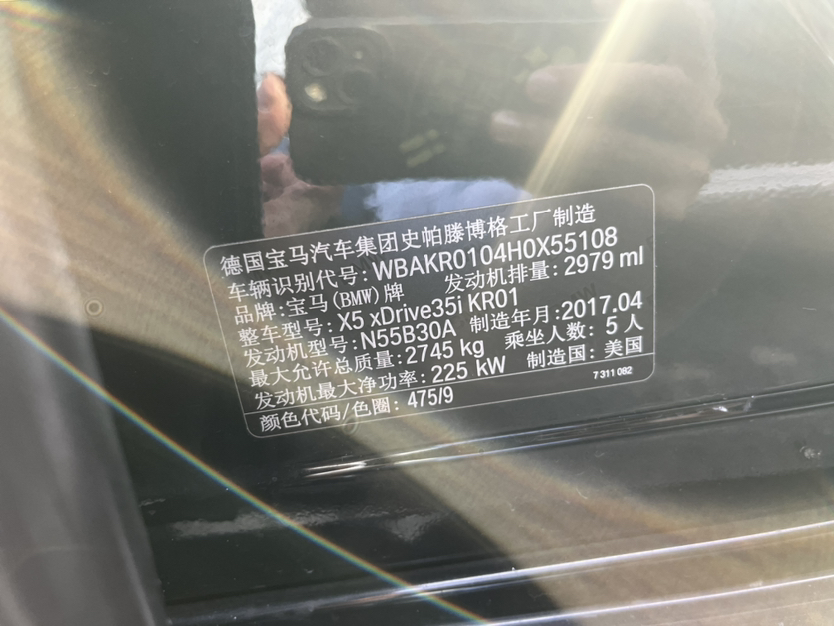 德国宝马汽车集团史帕滕博格工厂制造
车辆识别代号: WBAKR0104H0X55108
品牌: 宝马(BMW)牌 发动机排量: 2979 ml
整车型号: X5 xDrive35i KR01
发动机型号: N55B30A 制造年月: 2017.04
最大允许总质量: 2745 kg 乘坐人数: 5 人
发动机最大净功率: 225 kW 制造国: 美国
颜色代码/色圈: 475/9 7 311 082